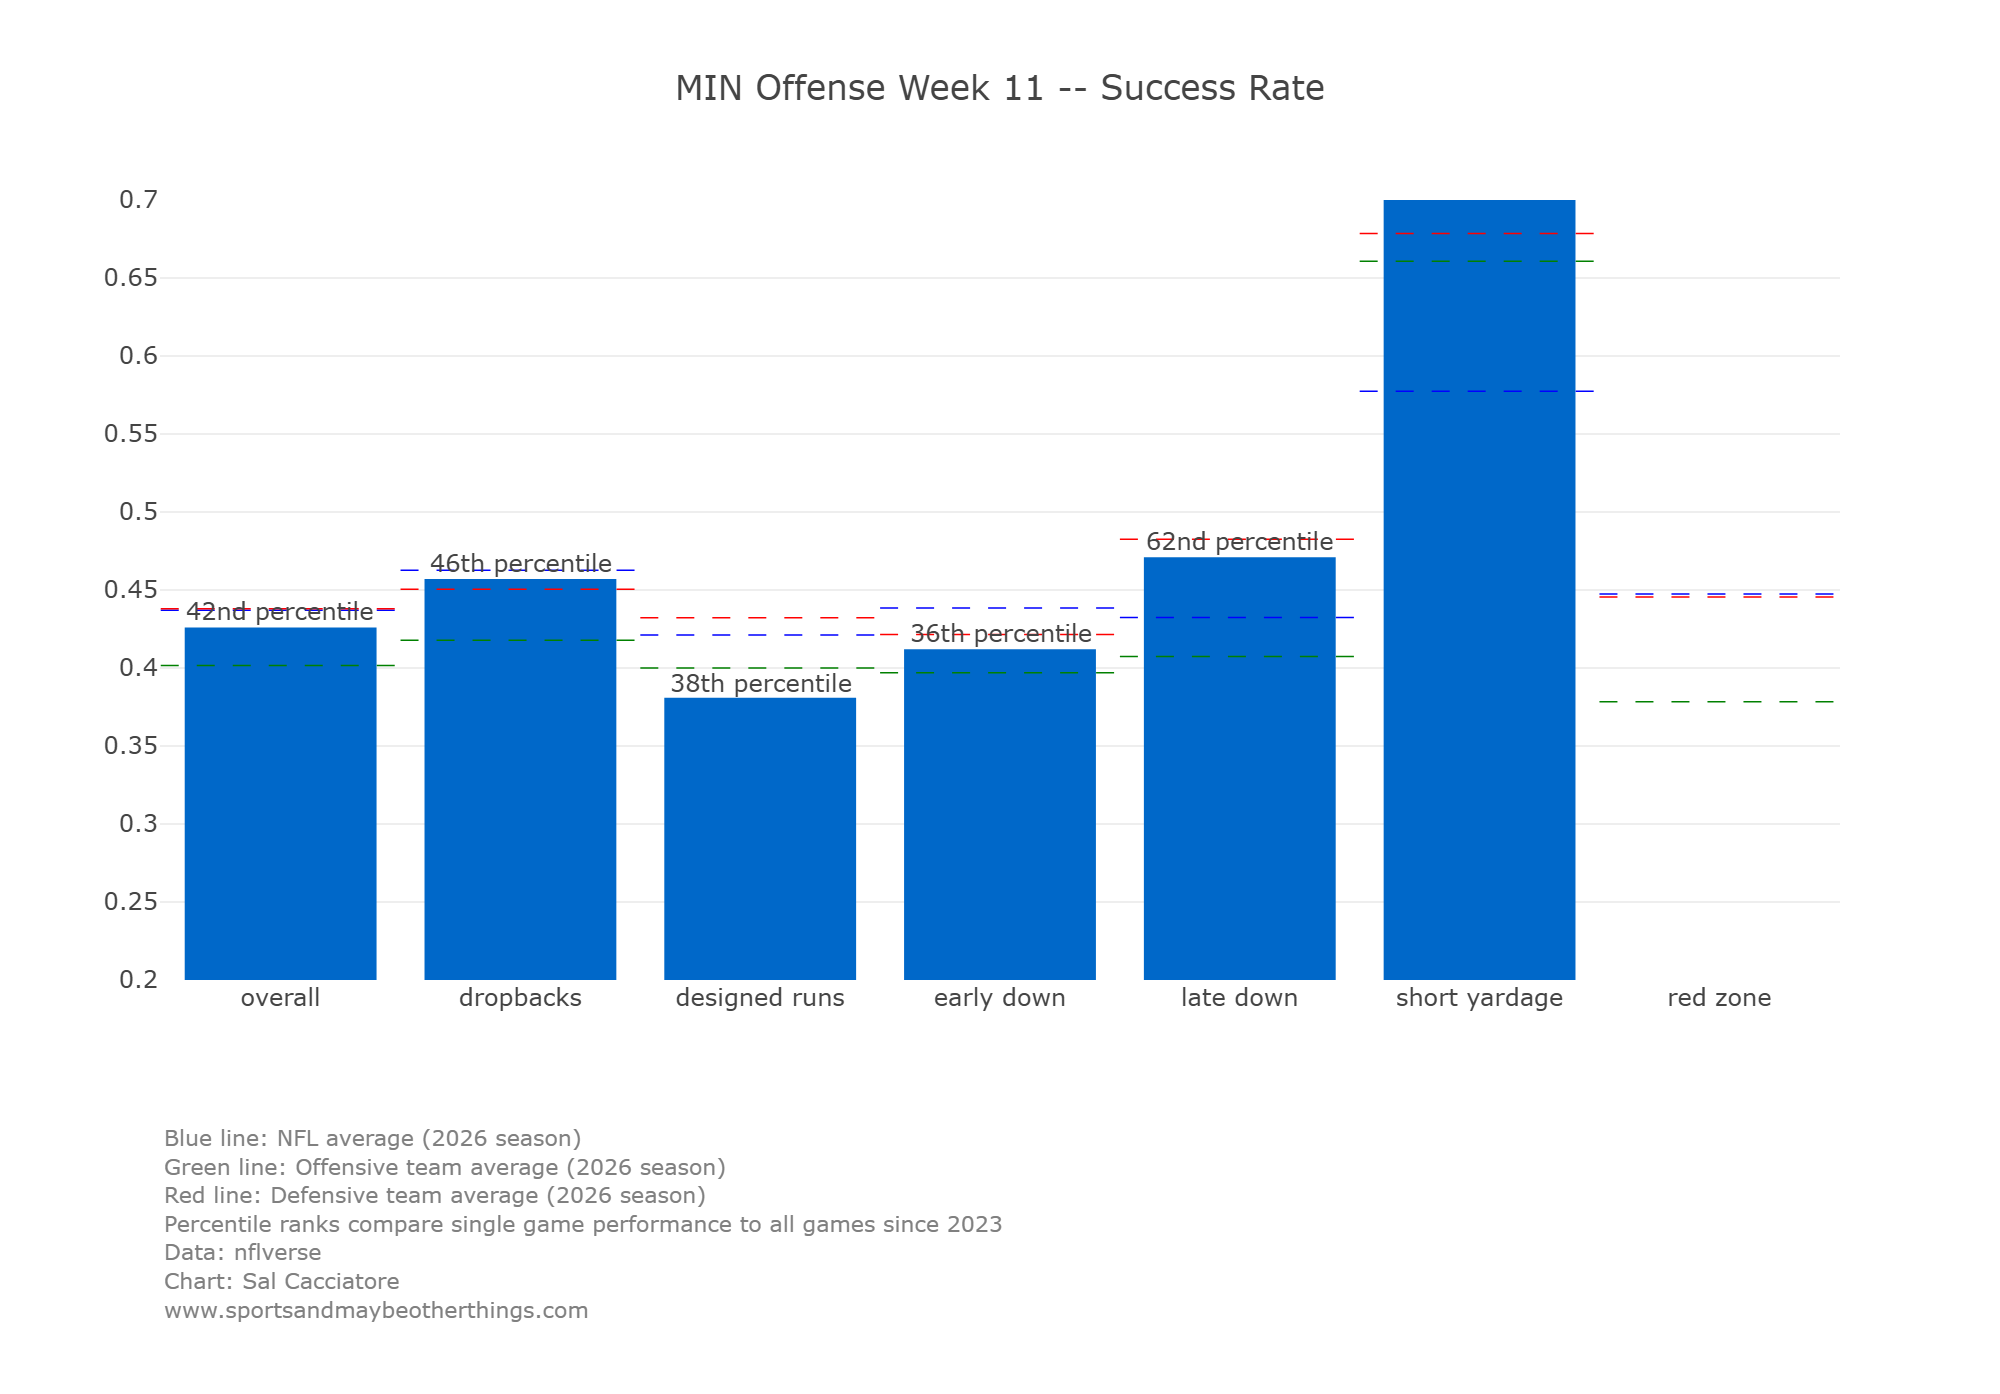 MIN Offense Week 11 -- Success Rate
0.7
0.65
0.6
0.55
0.5
0.45
0.4
0.35
0.3
0.25
0.2
42nd percentile
46th percentile
38th percentile
36th percentile
62nd percentile
overall
dropbacks
designed runs
early down
late down
short yardage
red zone
Blue line: NFL average (2026 season)
Green line: Offensive team average (2026 season)
Red line: Defensive team average (2026 season)
Percentile ranks compare single game performance to all games since 2023
Data: nflverse
Chart: Sal Cacciatore
www.sportsandmaybeotherthings.com